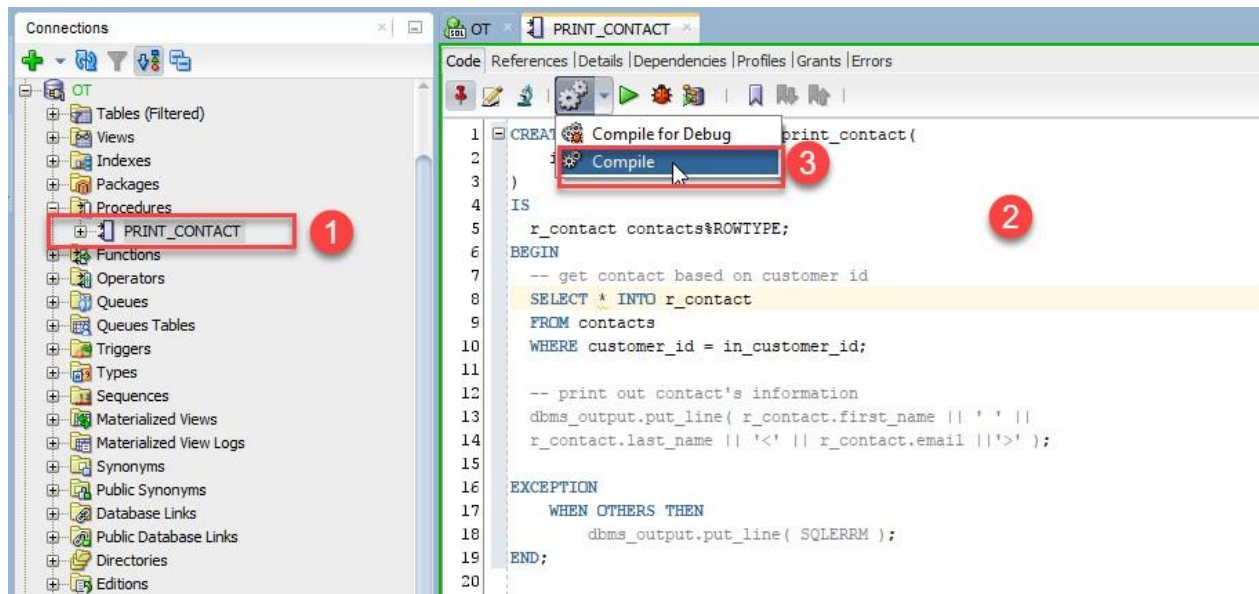 Connections
OT
Tables (Filtered)
Views
Indexes
Packages
Procedures
PRINT_CONTACT
1
Functions
Operators
Queues
Queues Tables
Triggers
Types
Sequences
Materialized Views
Materialized View Logs
Synonyms
Public Synonyms
Database Links
Public Database Links
Directories
Editions
OT
PRINT_CONTACT
Code References |Details |Dependencies |Profiles |Grants |Errors
Compile for Debug
Compile
3
2
1 CREAT print_contact(
2
3 )
4 IS
5 r_contact contacts%ROWTYPE;
6 BEGIN
7 -- get contact based on customer id
8 SELECT * INTO r_contact
9 FROM contacts
10 WHERE customer_id = in_customer_id;
11
12 -- print out contact's information
13 dbms_output.put_line( r_contact.first_name || ' ' ||
14 r_contact.last_name || '<' || r_contact.email ||'>' );
15
16 EXCEPTION
17 WHEN OTHERS THEN
18 dbms_output.put_line( SQLERRM );
19 END;
20